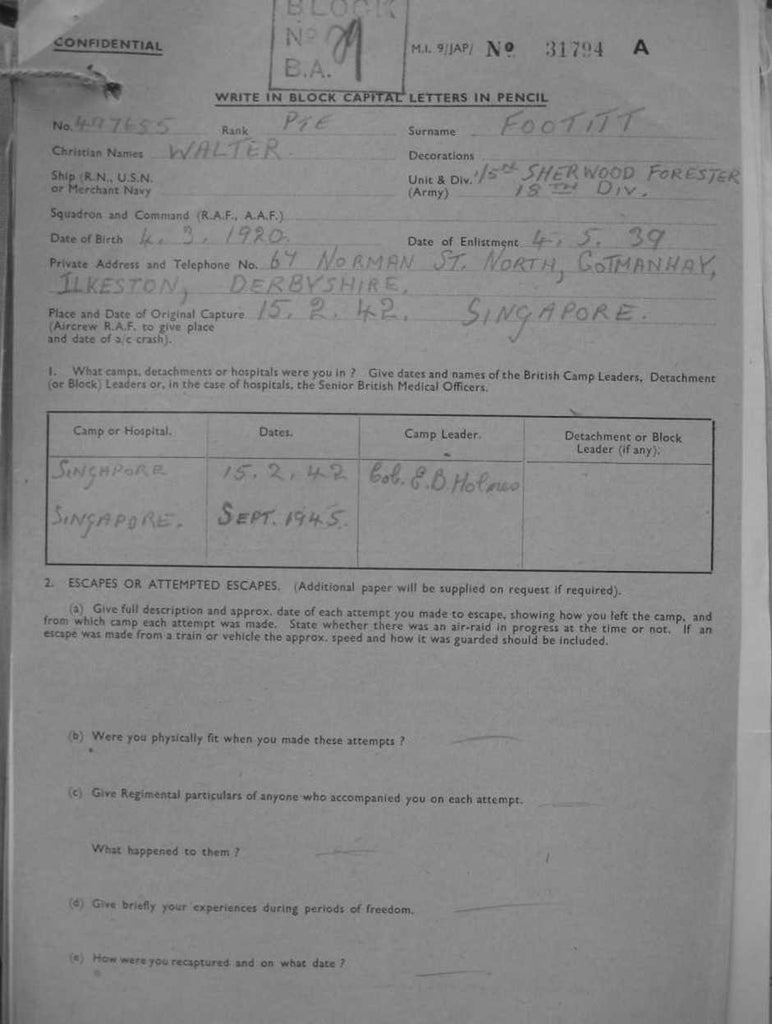 BLOCK
Nº
B.A.
CONFIDENTIAL
M.I. 9/JAP/ Nº 31794 A
WRITE IN BLOCK CAPITAL LETTERS IN PENCIL
No. Rank PTE Surname FOOTITT
Christian Names WALTER Decorations
Ship (R.N., U.S.N. or Merchant Navy
Unit & Div. (Army) 1/5TH SHERWOOD FORESTER
18TH DIV.
Squadron and Command (R.A.F., A.A.F.)
Date of Birth 4. 3. 1920. Date of Enlistment 4. 5. 39
Private Address and Telephone No. 67 NORMAN ST. NORTH, COTMANHAY,
ILKESTON, DERBYSHIRE.
Place and Date of Original Capture 15. 2. 42. SINGAPORE.
(Aircrew R.A.F. to give place
and date of a/c crash).
1. What camps, detachments or hospitals were you in ? Give dates and names of the British Camp Leaders, Detachment
(or Block) Leaders or, in the case of hospitals, the Senior British Medical Officers.
Camp or Hospital. Dates. Camp Leader. Detachment or Block
Leader (if any).
SINGAPORE 15. 2. 42 Col. E.B. Holmes
SINGAPORE. SEPT. 1945.
2. ESCAPES OR ATTEMPTED ESCAPES. (Additional paper will be supplied on request if required).
(a) Give full description and approx. date of each attempt you made to escape, showing how you left the camp, and
from which camp each attempt was made. State whether there was an air-raid in progress at the time or not. If an
escape was made from a train or vehicle the approx. speed and how it was guarded should be included.
(b) Were you physically fit when you made these attempts ?
(c) Give Regimental particulars of anyone who accompanied you on each attempt.
What happened to them ?
(d) Give briefly your experiences during periods of freedom.
(e) How were you recaptured and on what date ?